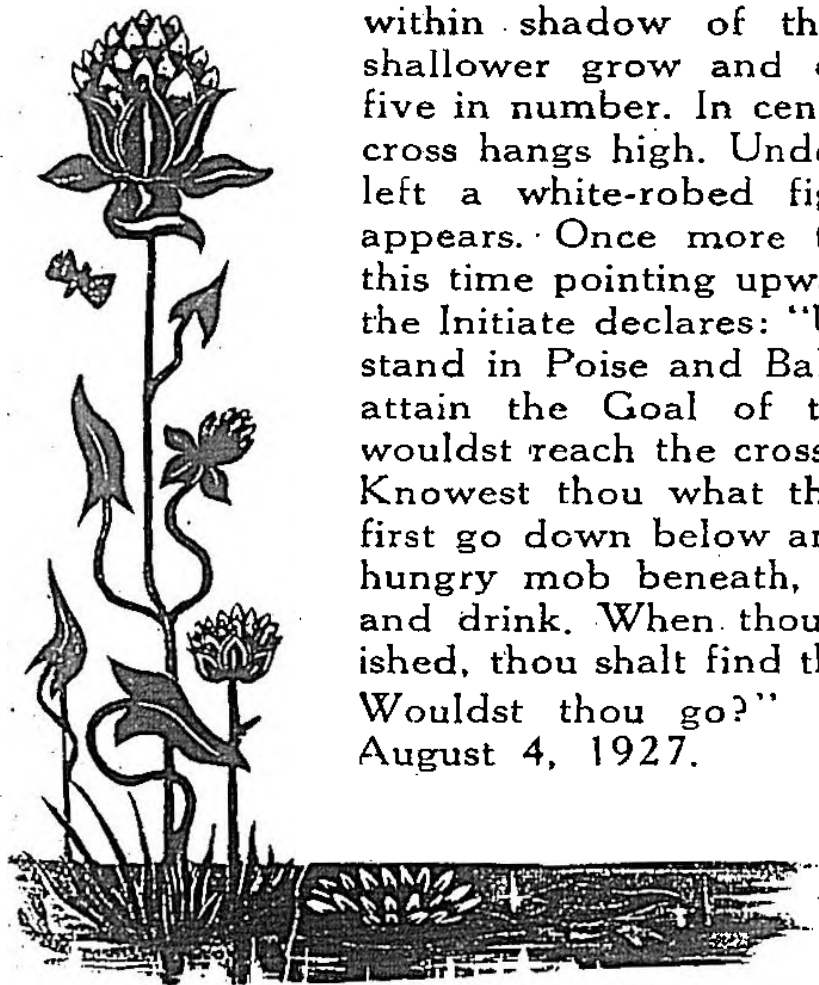 within shadow of th
shallower grow and
five in number. In cen
cross hangs high. Unde
left a white-robed fig
appears. Once more t
this time pointing upw
the Initiate declares: "
stand in Poise and Ba
attain the Goal of t
wouldst reach the cross
Knowest thou what th
first go down below a
hungry mob beneath,
and drink. When thou
ished, thou shalt find th
Wouldst thou go?"
August 4, 1927.